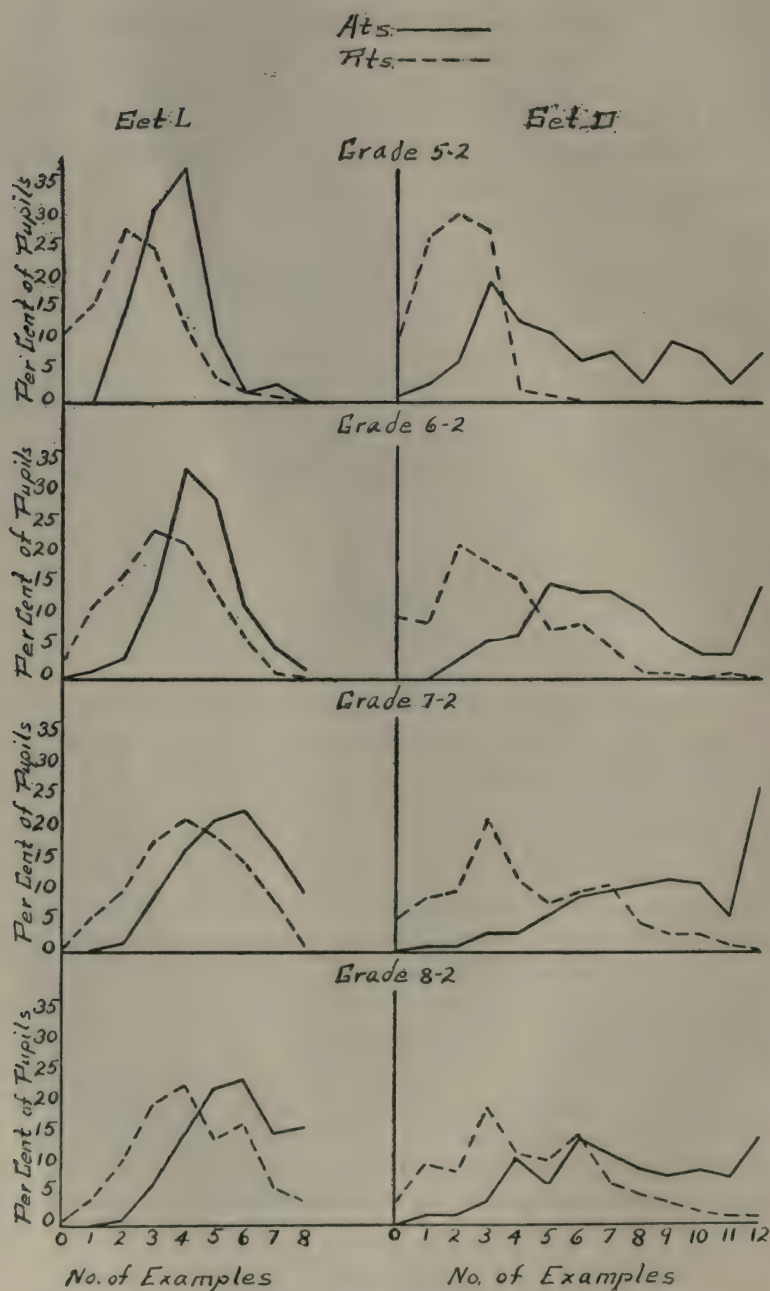 Ats.
Rts.
Set L Set O
Grade 5-2
Per Cent of Pupils
35
30
25
20
15
10
5
0
Grade 6-2
Per Cent of Pupils
35
30
25
20
15
10
5
0
Grade 7-2
Per Cent of Pupils
35
30
25
20
15
10
5
0
Grade 8-2
Per Cent of Pupils
35
30
25
20
15
10
5
0
0 1 2 3 4 5 6 7 8 0 1 2 3 4 5 6 7 8 9 10 11 12
No. of Examples No. of Examples